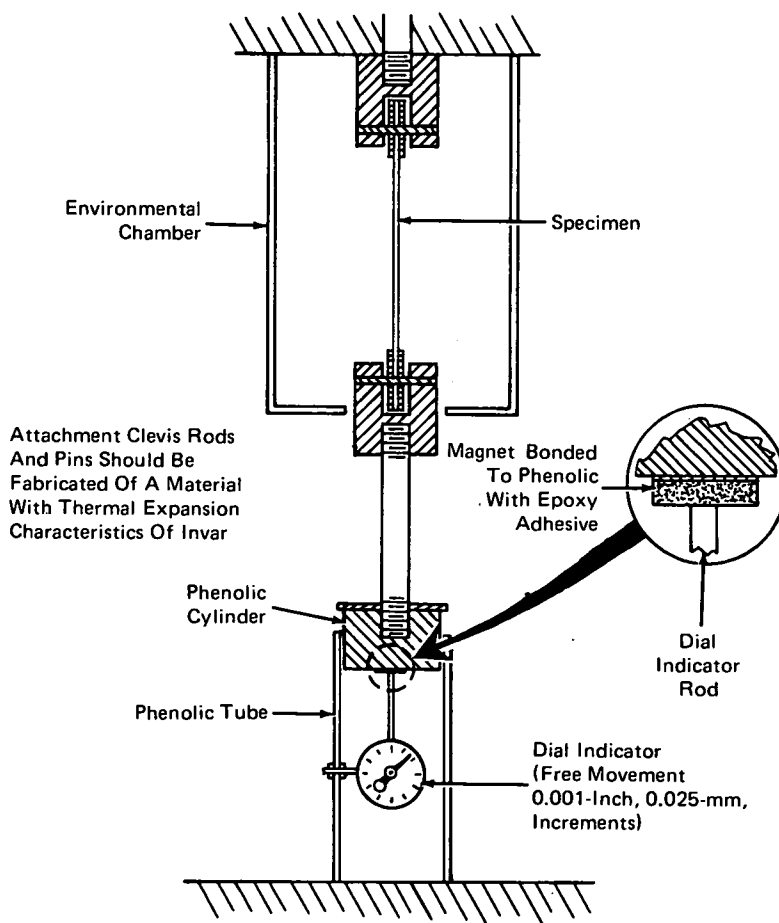 Environmental
Chamber
Specimen
Attachment Clevis Rods
And Pins Should Be
Fabricated Of A Material
With Thermal Expansion
Characteristics Of Invar
Magnet Bonded
To Phenolic
With Epoxy
Adhesive
Phenolic
Cylinder
Dial
Indicator
Rod
Phenolic Tube
Dial Indicator
(Free Movement
0.001-Inch, 0.025-mm,
Increments)